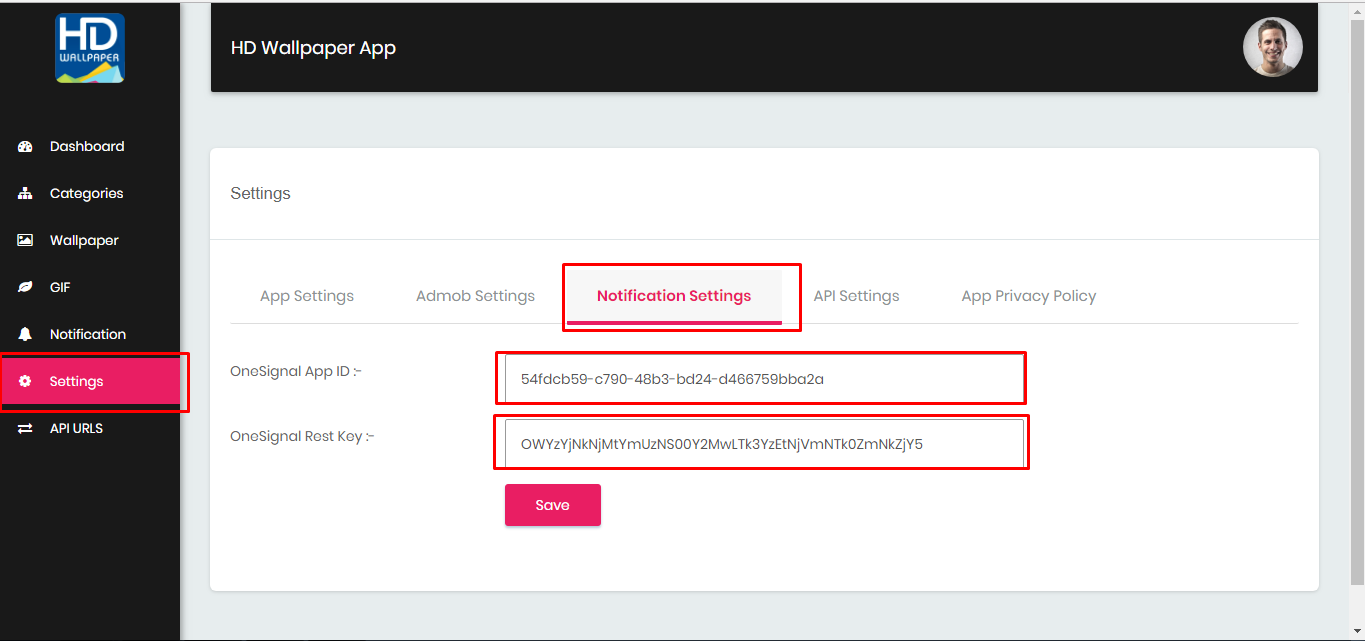 HD
WALLPAPER
HD Wallpaper App
Dashboard
Categories
Wallpaper
GIF
Notification
Settings
API URLS
Settings
App Settings
Admob Settings
Notification Settings
API Settings
App Privacy Policy
OneSignal App ID :-
54fdcb59-c790-48b3-bd24-d466759bba2a
OneSignal Rest Key :-
OWYzYjNkNjMtYmUzNS00Y2MwLTk3YzEtNjVmNTk0ZmNkZjY5
Save